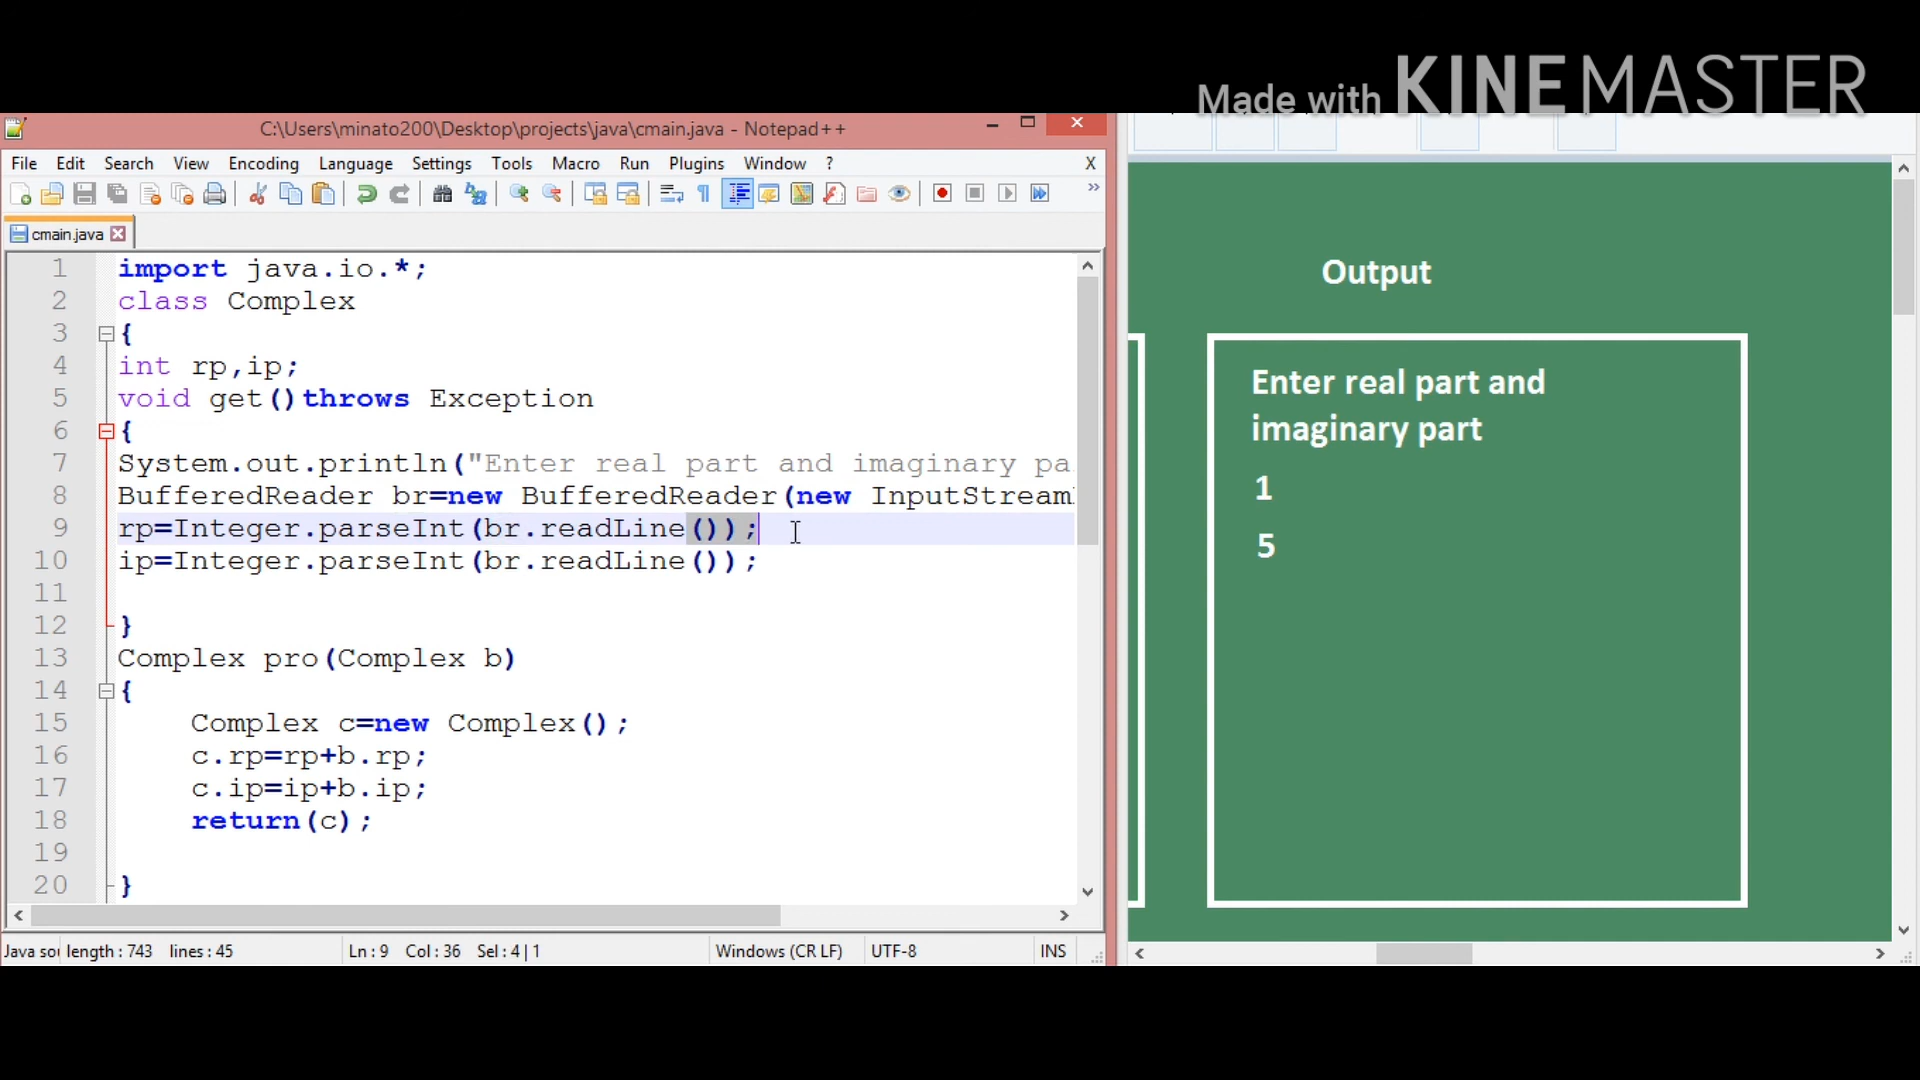 Made with KINEMASTER
C:\Users\minato200\Desktop\projects\java\cmain.java - Notepad++
File Edit Search View Encoding Language Settings Tools Macro Run Plugins Window ? X
cmain.java
1 import java.io.*;
2 class Complex
3 {
4 int rp,ip;
5 void get()throws Exception
6 {
7 System.out.println("Enter real part and imaginary pa
8 BufferedReader br=new BufferedReader(new InputStream
9 rp=Integer.parseInt(br.readLine());
10 ip=Integer.parseInt(br.readLine());
11
12 }
13 Complex pro(Complex b)
14 {
15 Complex c=new Complex();
16 c.rp=rp+b.rp;
17 c.ip=ip+b.ip;
18 return(c);
19
20 }
Java so length : 743 lines : 45 Ln : 9 Col : 36 Sel : 4 | 1 Windows (CR LF) UTF-8 INS
Output
Enter real part and
imaginary part
1
5